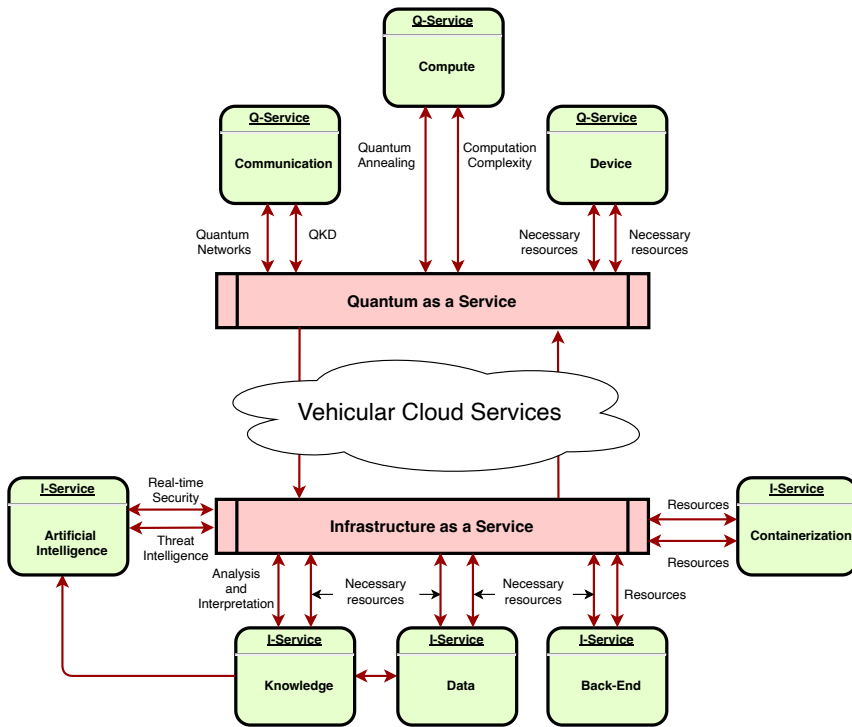 Q-Service
Compute
Q-Service
Communication
Q-Service
Device
Quantum
Annealing
Computation
Complexity
Quantum
Networks
QKD
Necessary
resources
Necessary
resources
Quantum as a Service
Vehicular Cloud Services
I-Service
Artificial
Intelligence
Real-time
Security
Threat
Intelligence
Infrastructure as a Service
Resources
Resources
I-Service
Containerization
Analysis
and
Interpretation
Necessary
resources
Necessary
resources
Resources
I-Service
Knowledge
I-Service
Data
I-Service
Back-End